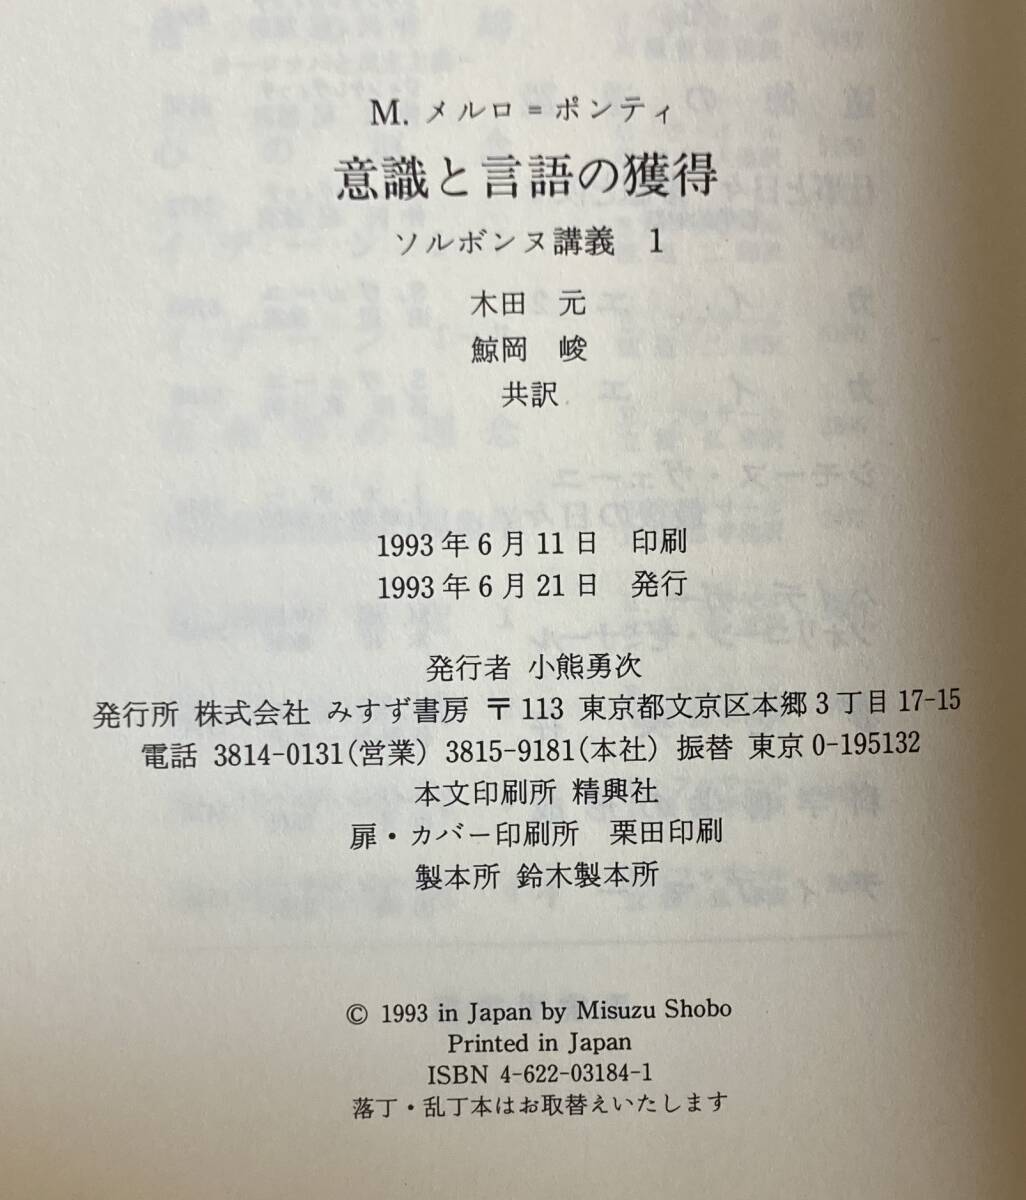 M. メルロ＝ポンティ
意識と言語の獲得
ソルボンヌ講義　1
木田　元
鯨岡　峻
共訳
1993年6月11日　印刷
1993年6月21日　発行
発行者 小熊勇次
発行所 株式会社 みすず書房 〒113 東京都文京区本郷3丁目17-15
電話 3814-0131(営業) 3815-9181(本社) 振替 東京0-195132
本文印刷所 精興社
扉・カバー印刷所　栗田印刷
製本所 鈴木製本所
© 1993 in Japan by Misuzu Shobo
Printed in Japan
ISBN 4-622-03184-1
落丁・乱丁本はお取替えいたします